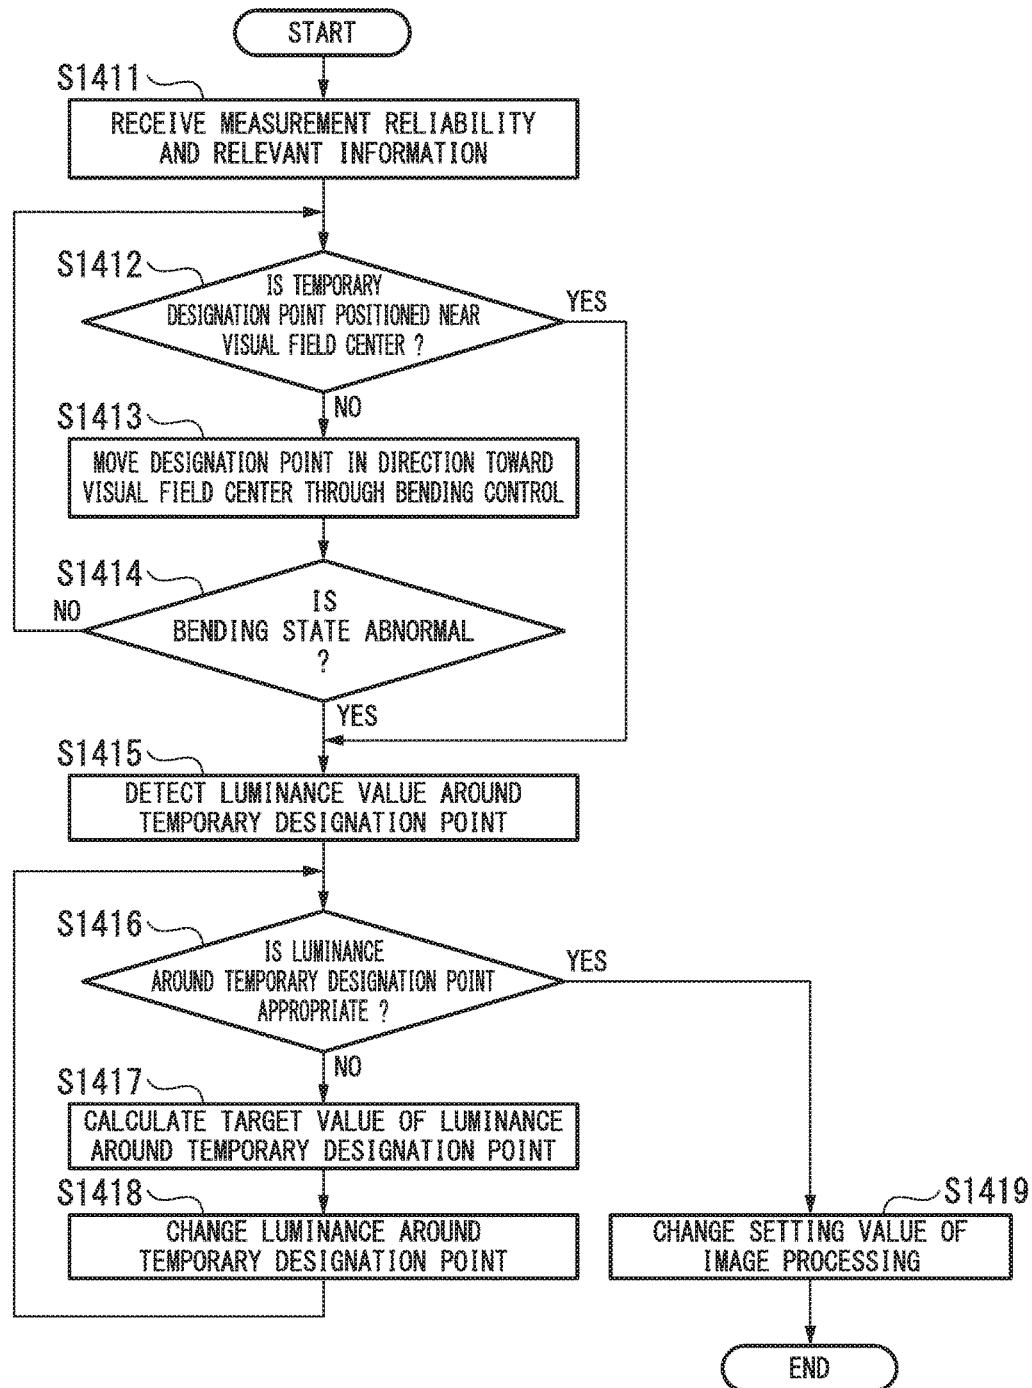 START
S1411
RECEIVE MEASUREMENT RELIABILITY
AND RELEVANT INFORMATION
S1412
IS TEMPORARY
DESIGNATION POINT POSITIONED NEAR
VISUAL FIELD CENTER ?
YES
NO
S1413
MOVE DESIGNATION POINT IN DIRECTION TOWARD
VISUAL FIELD CENTER THROUGH BENDING CONTROL
S1414
NO
IS
BENDING STATE ABNORMAL
?
YES
S1415
DETECT LUMINANCE VALUE AROUND
TEMPORARY DESIGNATION POINT
S1416
IS LUMINANCE
AROUND TEMPORARY DESIGNATION POINT
APPROPRIATE ?
YES
NO
S1417
CALCULATE TARGET VALUE OF LUMINANCE
AROUND TEMPORARY DESIGNATION POINT
S1418
CHANGE LUMINANCE AROUND
TEMPORARY DESIGNATION POINT
S1419
CHANGE SETTING VALUE OF
IMAGE PROCESSING
END